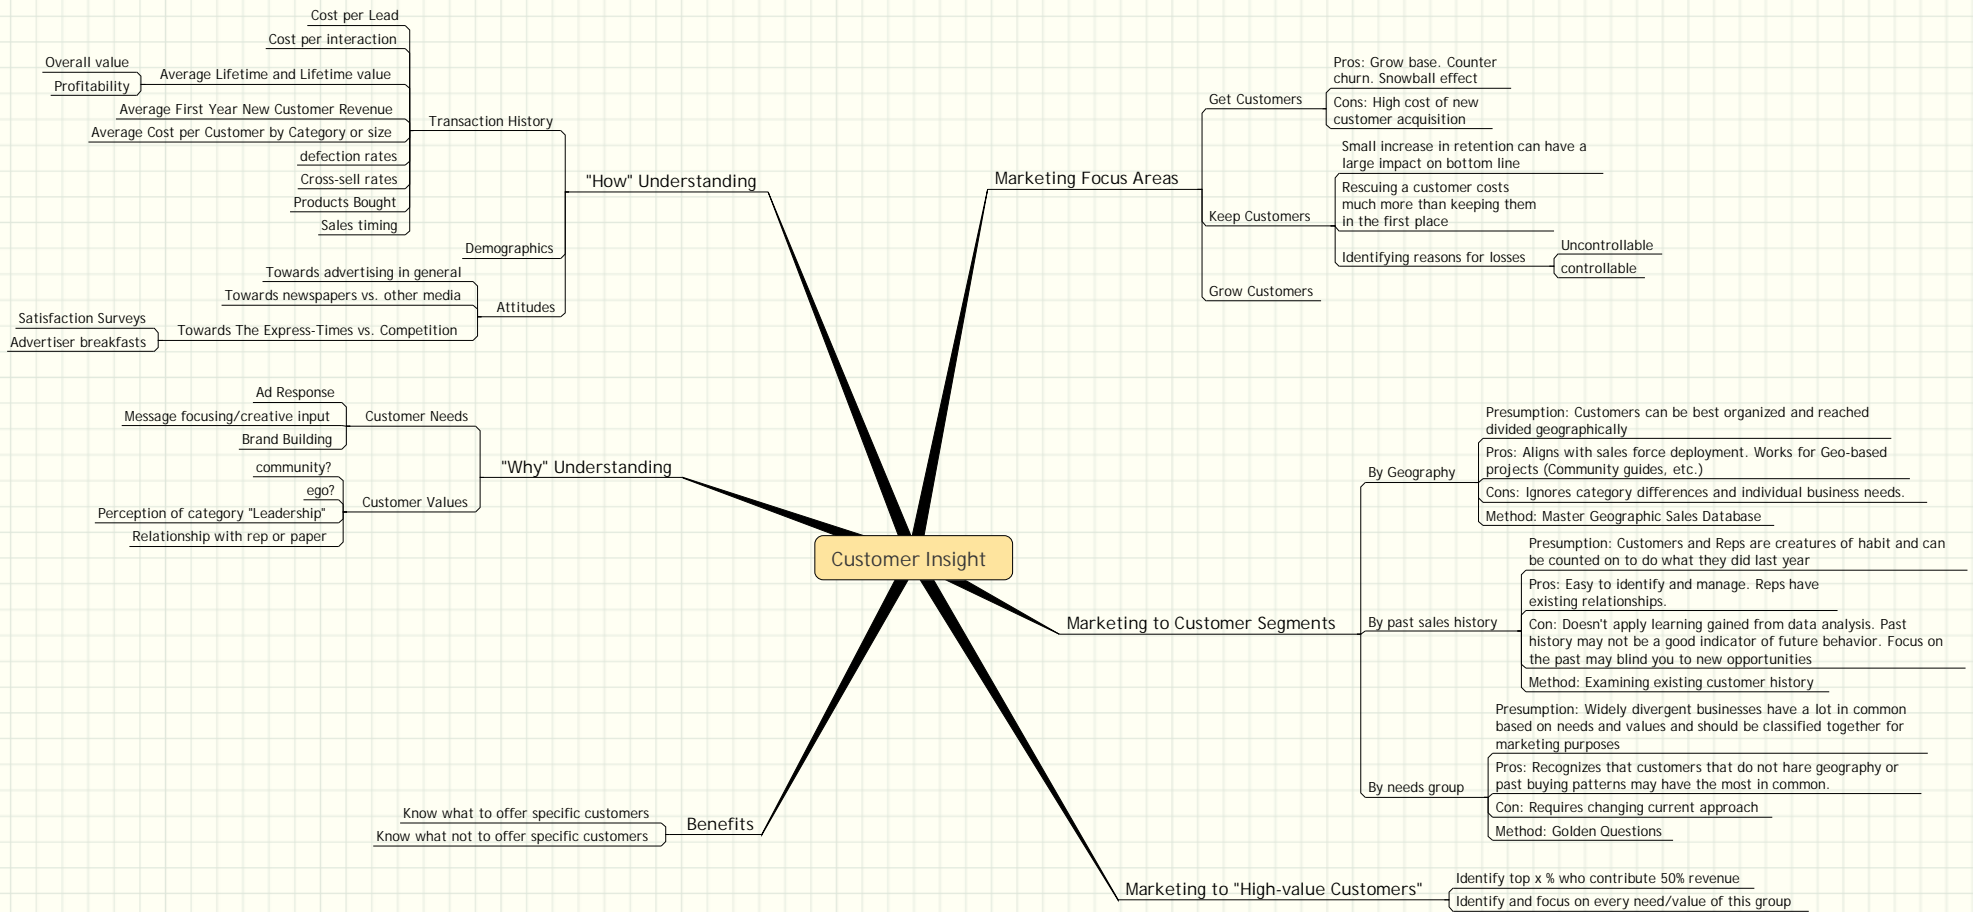 Customer Insight
"How" Understanding
Transaction History
Cost per Lead
Cost per interaction
Average Lifetime and Lifetime value
Overall value
Profitability
Average First Year New Customer Revenue
Average Cost per Customer by Category or size
defection rates
Cross-sell rates
Products Bought
Sales timing
Demographics
Attitudes
Towards advertising in general
Towards newspapers vs. other media
Towards The Express-Times vs. Competition
Satisfaction Surveys
Advertiser breakfasts
"Why" Understanding
Customer Needs
Ad Response
Message focusing/creative input
Brand Building
Customer Values
community?
ego?
Perception of category "Leadership"
Relationship with rep or paper
Benefits
Know what to offer specific customers
Know what not to offer specific customers
Marketing Focus Areas
Get Customers
Pros: Grow base. Counter
churn. Snowball effect
Cons: High cost of new
customer acquisition
Keep Customers
Small increase in retention can have a
large impact on bottom line
Rescuing a customer costs
much more than keeping them
in the first place
Identifying reasons for losses
Uncontrollable
controllable
Grow Customers
Marketing to Customer Segments
By Geography
Presumption: Customers can be best organized and reached
divided geographically
Pros: Aligns with sales force deployment. Works for Geo-based
projects (Community guides, etc.)
Cons: Ignores category differences and individual business needs.
Method: Master Geographic Sales Database
By past sales history
Presumption: Customers and Reps are creatures of habit and can
be counted on to do what they did last year
Pros: Easy to identify and manage. Reps have
existing relationships.
Con: Doesn't apply learning gained from data analysis. Past
history may not be a good indicator of future behavior. Focus on
the past may blind you to new opportunities
Method: Examining existing customer history
By needs group
Presumption: Widely divergent businesses have a lot in common
based on needs and values and should be classified together for
marketing purposes
Pros: Recognizes that customers that do not hare geography or
past buying patterns may have the most in common.
Con: Requires changing current approach
Method: Golden Questions
Marketing to "High-value Customers"
Identify top x % who contribute 50% revenue
Identify and focus on every need/value of this group